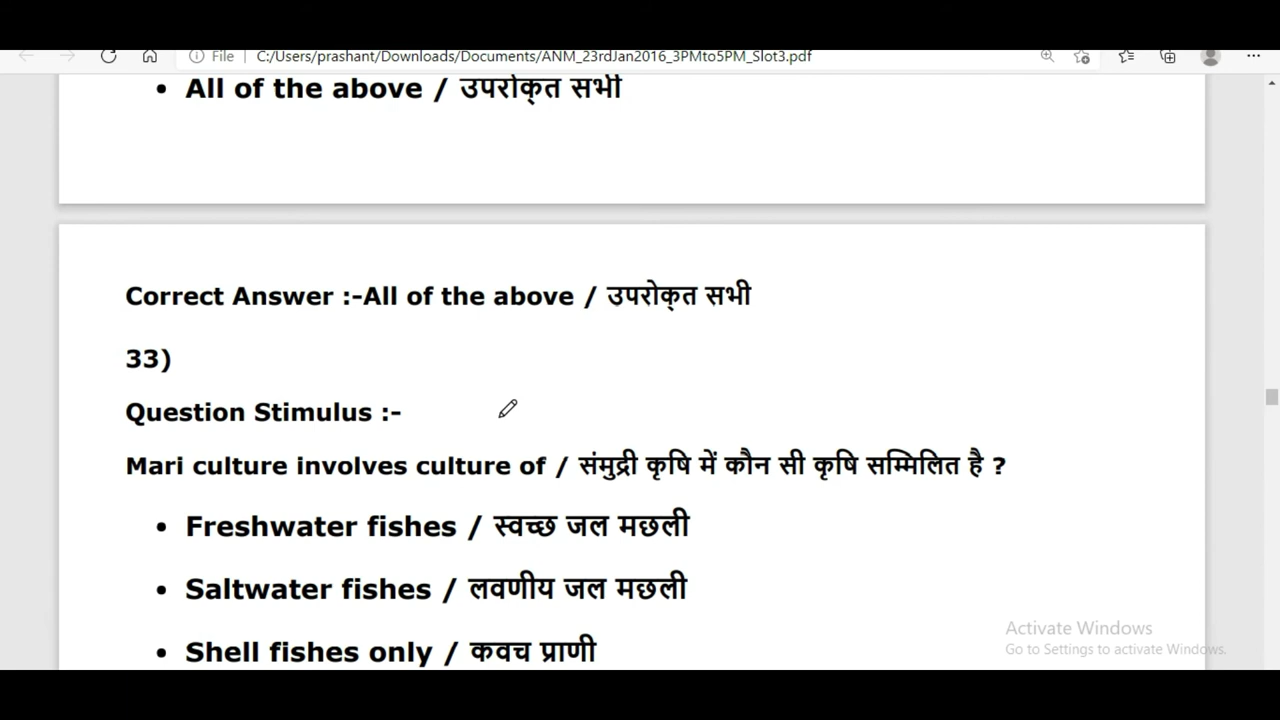 File | C:/Users/prashant/Downloads/Documents/ANM_23rdJan2016_3PMto5PM_Slot3.pdf
• All of the above / उपरोक्त सभी
Correct Answer :-All of the above / उपरोक्त सभी
33)
Question Stimulus :-
Mari culture involves culture of / संमुद्री कृषि में कौन सी कृषि सम्मिलित है ?
• Freshwater fishes / स्वच्छ जल मछली
• Saltwater fishes / लवणीय जल मछली
• Shell fishes only / कवच प्राणी
Activate Windows
Go to Settings to activate Windows.